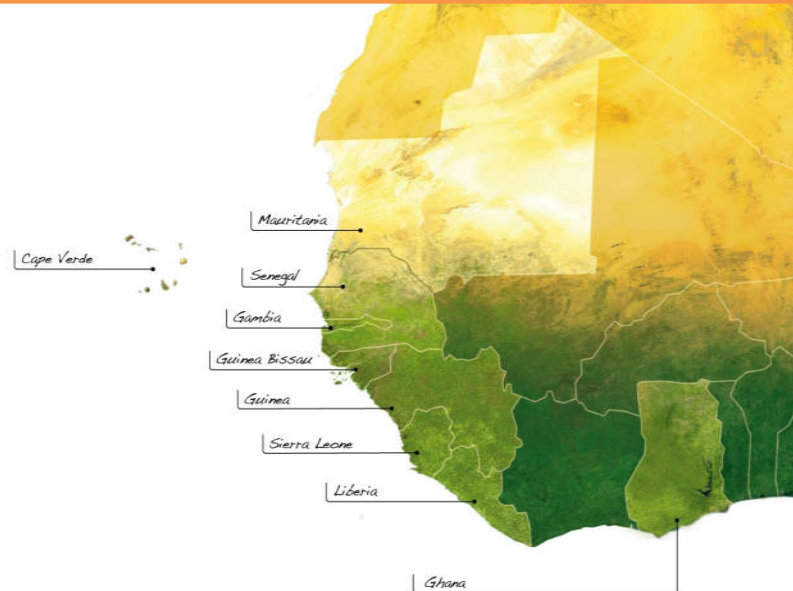 Mauritania
Cape Verde
Senegal
Gambia
Guinea Bissau
Guinea
Sierra Leone
Liberia
Ghana